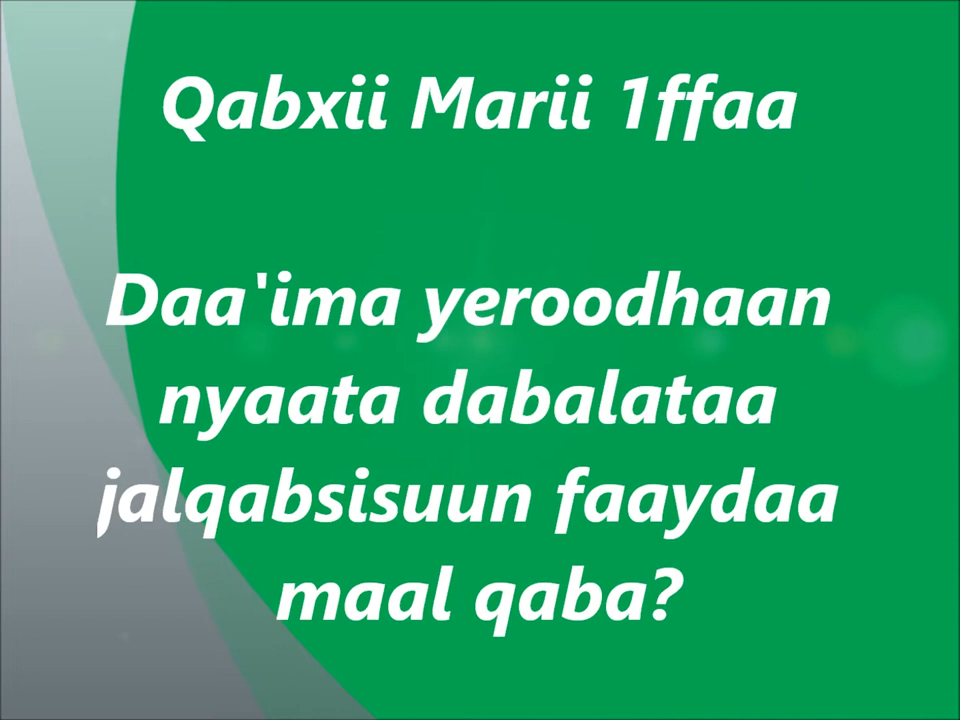 Qabxii Marii 1ffaa
Daa'ima yeroodhaan
nyaata dabalataa
jalqabsisuun faaydaa
maal qaba?